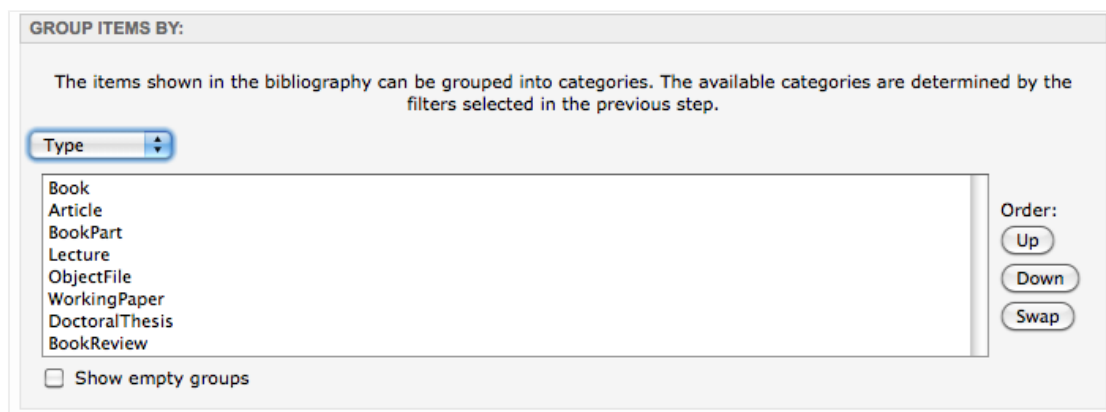 GROUP ITEMS BY:
The items shown in the bibliography can be grouped into categories. The available categories are determined by the
filters selected in the previous step.
Type
Book
Article
BookPart
Lecture
ObjectFile
WorkingPaper
DoctoralThesis
BookReview
Order:
Up
Down
Swap
Show empty groups